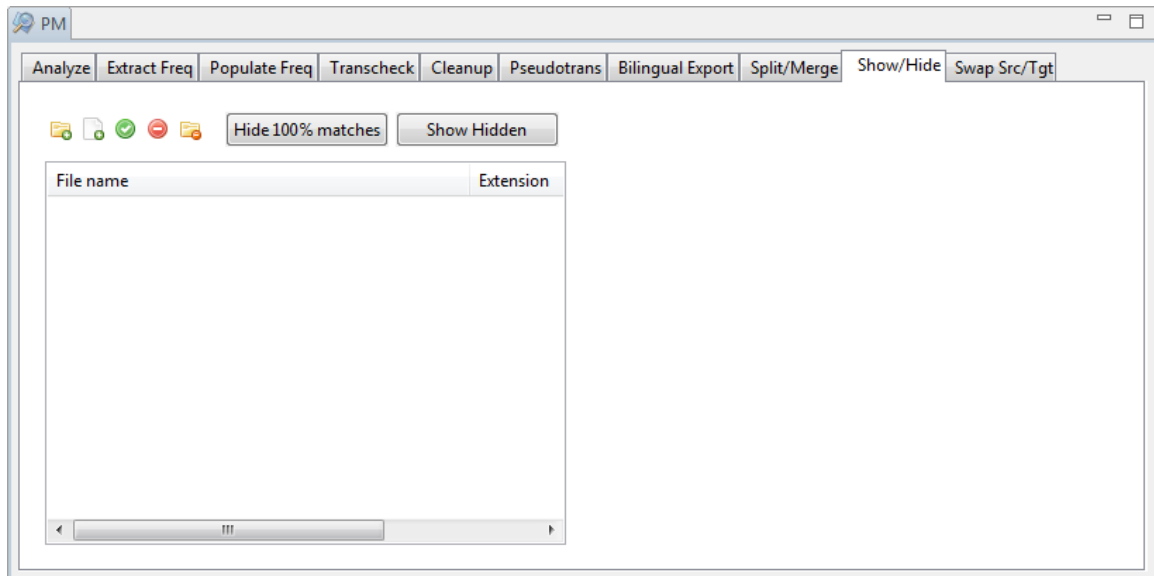 PM
Analyze Extract Freq Populate Freq Transcheck Cleanup Pseudotrans Bilingual Export Split/Merge Show/Hide Swap Src/Tgt
Hide 100% matches Show Hidden
File name Extension